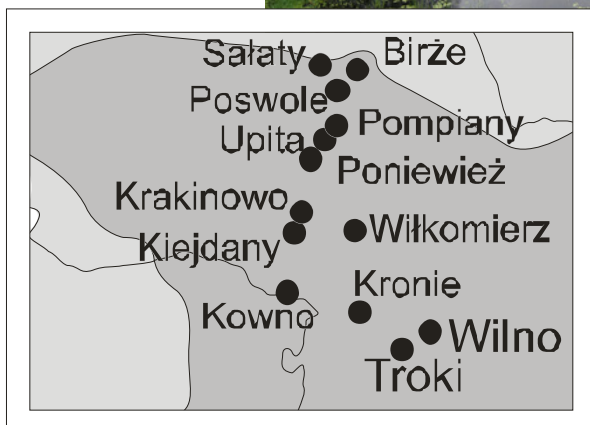 Sałaty
Birże
Poswole
Pompiany
Upita
Poniewież
Krakinowo
Wiłkomierz
Kiejdany
Kronie
Kowno
Wilno
Troki